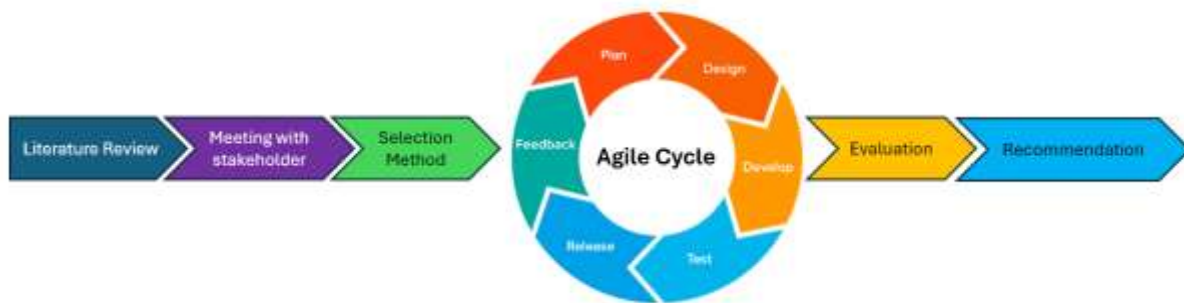 Literature Review
Meeting with
stakeholder
Selection
Method
Plan
Design
Develop
Test
Release
Feedback
Agile Cycle
Evaluation
Recommendation